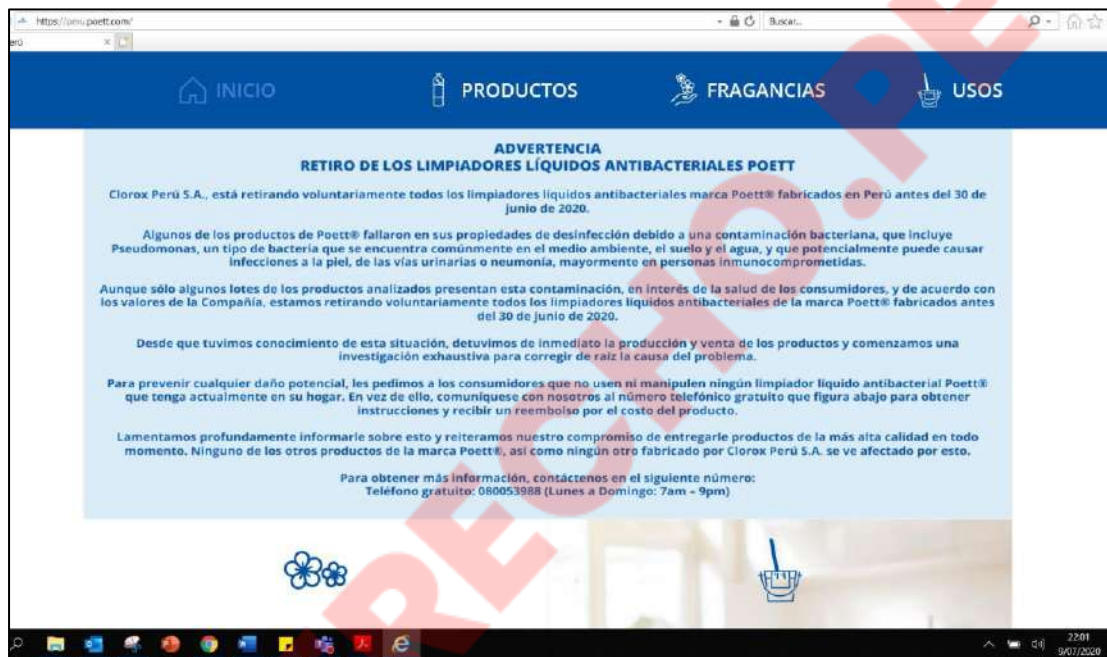 https://peru.poett.com/
Buscar...
erú
INICIO
PRODUCTOS
FRAGANCIAS
USOS
ADVERTENCIA
RETIRO DE LOS LIMPIADORES LÍQUIDOS ANTIBACTERIALES POETT
Clorox Perú S.A., está retirando voluntariamente todos los limpiadores líquidos antibacteriales marca Poett® fabricados en Perú antes del 30 de
junio de 2020.
Algunos de los productos de Poett® fallaron en sus propiedades de desinfección debido a una contaminación bacteriana, que incluye
Pseudomonas, un tipo de bacteria que se encuentra comúnmente en el medio ambiente, el suelo y el agua, y que potencialmente puede causar
infecciones a la piel, de las vías urinarias o neumonía, mayormente en personas inmunocomprometidas.
Aunque sólo algunos lotes de los productos analizados presentan esta contaminación, en interés de la salud de los consumidores, y de acuerdo con
los valores de la Compañía, estamos retirando voluntariamente todos los limpiadores líquidos antibacteriales de la marca Poett® fabricados antes
del 30 de junio de 2020.
Desde que tuvimos conocimiento de esta situación, detuvimos de inmediato la producción y venta de los productos y comenzamos una
investigación exhaustiva para corregir de raíz la causa del problema.
Para prevenir cualquier daño potencial, les pedimos a los consumidores que no usen ni manipulen ningún limpiador líquido antibacterial Poett®
que tenga actualmente en su hogar. En vez de ello, comuníquese con nosotros al número telefónico gratuito que figura abajo para obtener
instrucciones y recibir un reembolso por el costo del producto.
Lamentamos profundamente informarle sobre esto y reiteramos nuestro compromiso de entregarle productos de la más alta calidad en todo
momento. Ninguno de los otros productos de la marca Poett®, así como ningún otro fabricado por Clorox Perú S.A. se ve afectado por esto.
Para obtener más información, contáctenos en el siguiente número:
Teléfono gratuito: 080053988 (Lunes a Domingo: 7am – 9pm)
RECHO.PE
22:01
9/07/2020